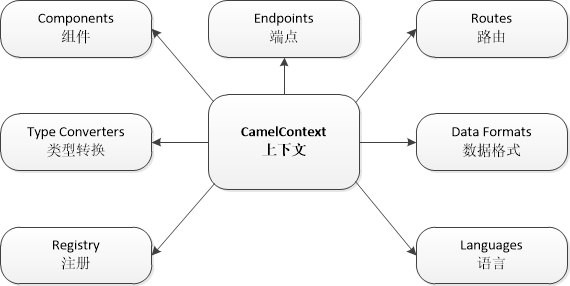 Components
组件
Endpoints
端点
Routes
路由
Type Converters
类型转换
CamelContext
上下文
Data Formats
数据格式
Registry
注册
Languages
语言